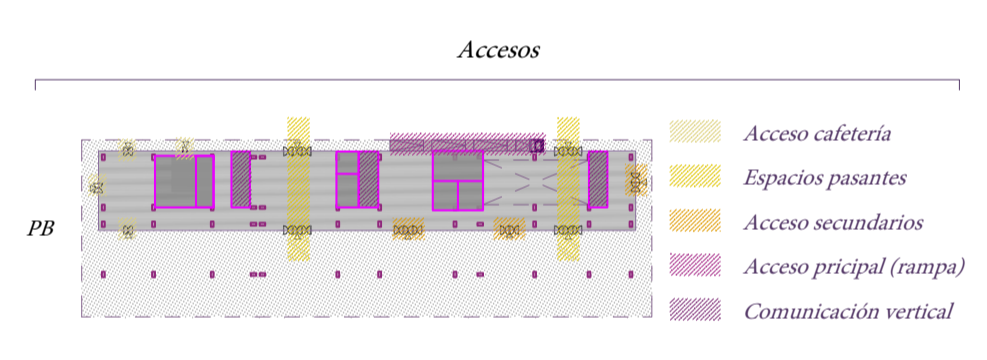 Accesos
Acceso cafetería
Espacios pasantes
Acceso secundarios
PB
Acceso pricipal (rampa)
Comunicación vertical